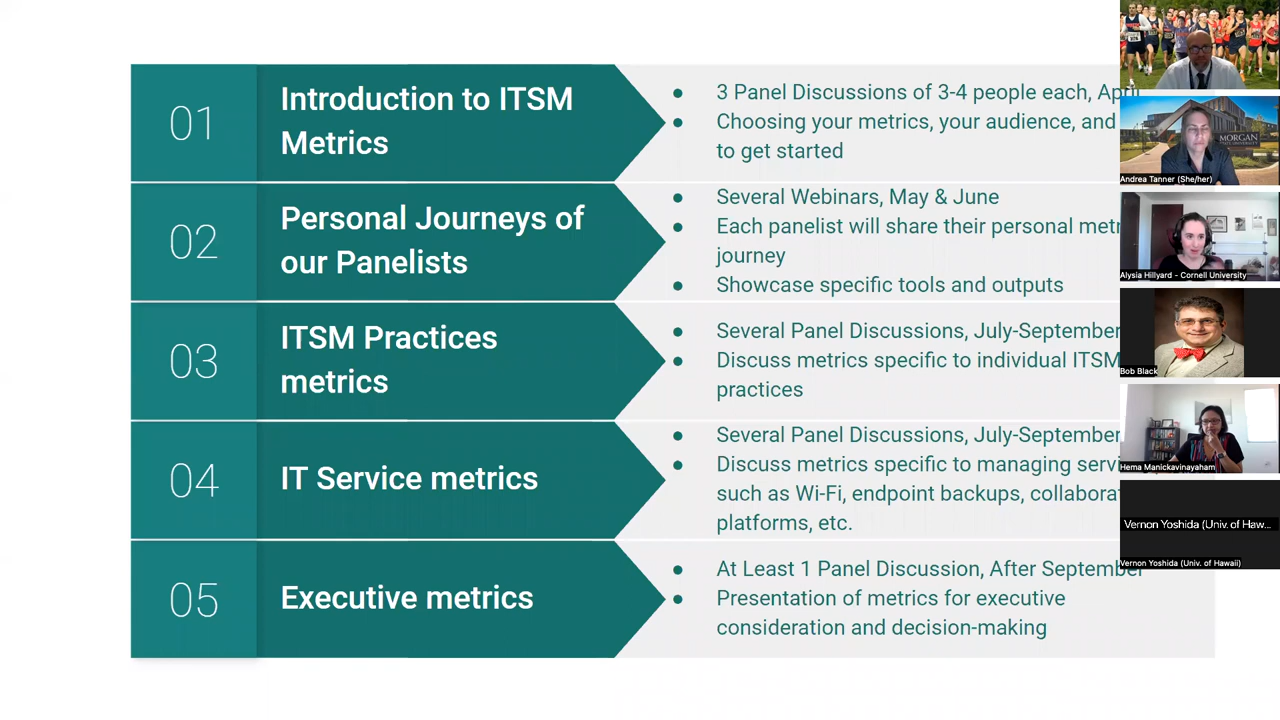 01
Introduction to ITSM
Metrics
3 Panel Discussions of 3-4 people each, April
Choosing your metrics, your audience, and
to get started
02
Personal Journeys of
our Panelists
Several Webinars, May & June
Each panelist will share their personal
journey
Showcase specific tools and outputs
03
ITSM Practices
metrics
Several Panel Discussions, July-September
Discuss metrics specific to individual ITSM
practices
04
IT Service metrics
Several Panel Discussions, July-September
Discuss metrics specific to managing
such as Wi-Fi, endpoint backups,
platforms, etc.
05
Executive metrics
At Least 1 Panel Discussion, After September
Presentation of metrics for executive
consideration and decision-making
MORGAN
STATE UNIVERSITY
Andrea Tanner (She/her)
Alysia Hillyard - Cornell University
Bob Black
Hema Manickavinayaham
Vernon Yoshida (Univ. of Haw...
Vernon Yoshida (Univ. of Hawaii)